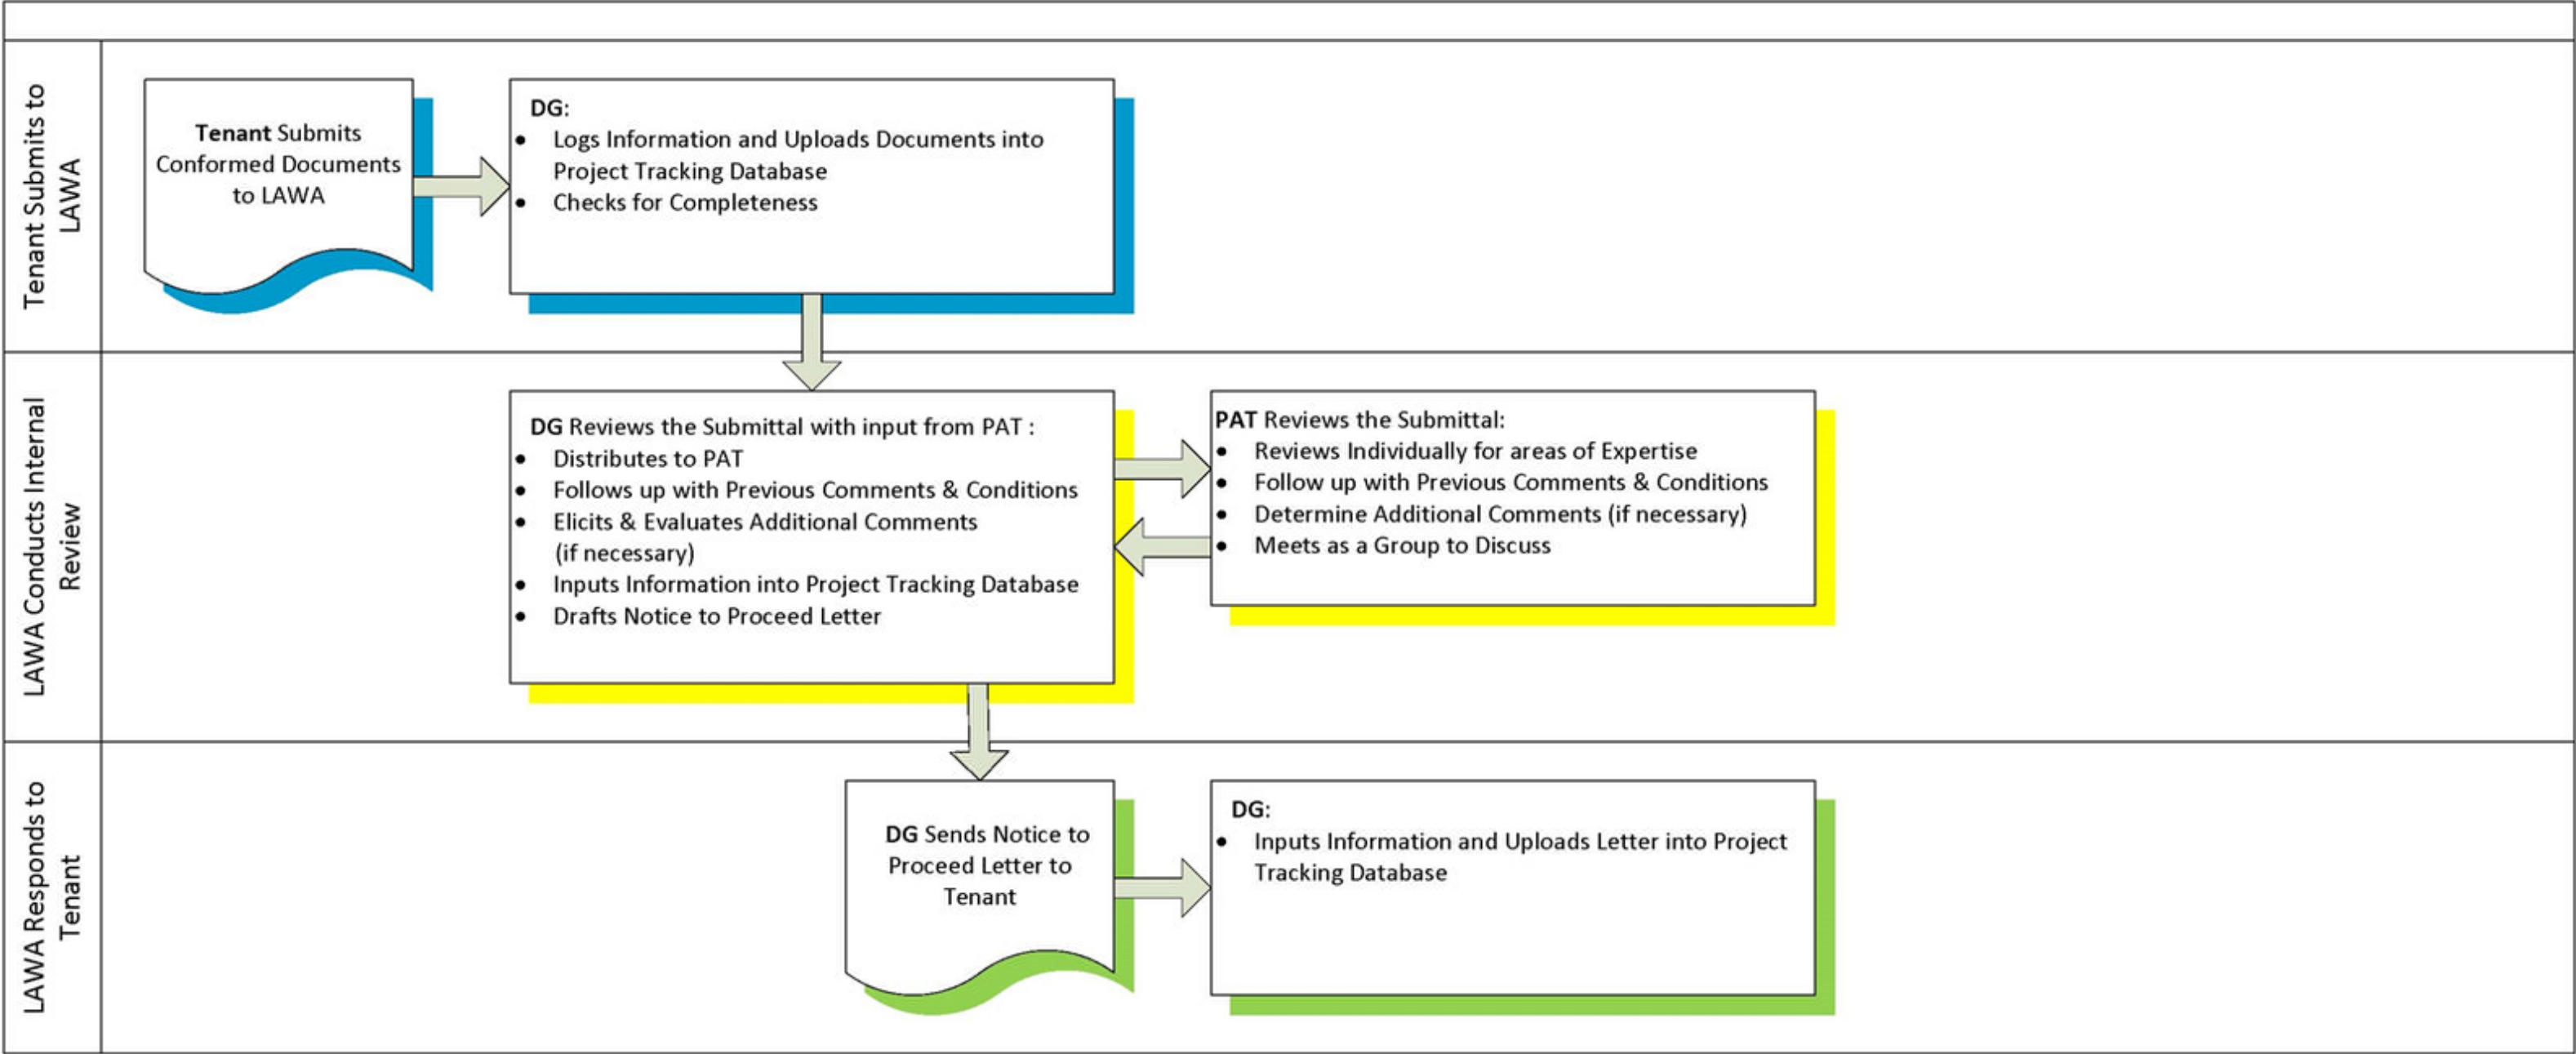 Tenant Submits to
LAWA
Tenant Submits
Conformed Documents
to LAWA
DG:
• Logs Information and Uploads Documents into
Project Tracking Database
• Checks for Completeness
LAWA Conducts Internal
Review
DG Reviews the Submittal with input from PAT :
• Distributes to PAT
• Follows up with Previous Comments & Conditions
• Elicits & Evaluates Additional Comments
(if necessary)
• Inputs Information into Project Tracking Database
• Drafts Notice to Proceed Letter
PAT Reviews the Submittal:
• Reviews Individually for areas of Expertise
• Follow up with Previous Comments & Conditions
• Determine Additional Comments (if necessary)
• Meets as a Group to Discuss
LAWA Responds to
Tenant
DG Sends Notice to
Proceed Letter to
Tenant
DG:
• Inputs Information and Uploads Letter into Project
Tracking Database